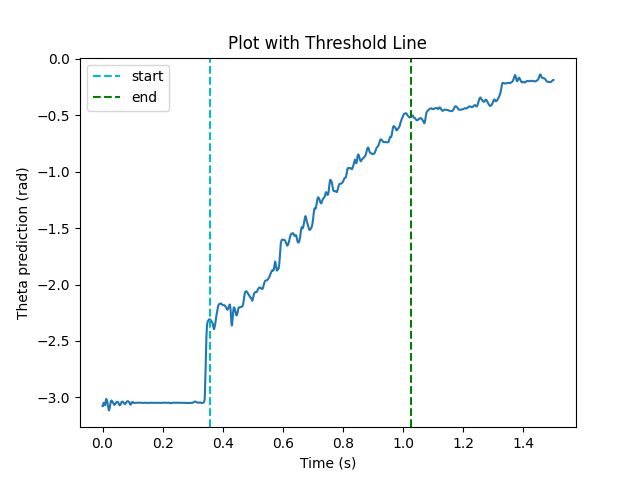 Plot with Threshold Line
start
end
Theta prediction (rad)
0.0
−0.5
−1.0
−1.5
−2.0
−2.5
−3.0
0.0 0.2 0.4 0.6 0.8 1.0 1.2 1.4
Time (s)